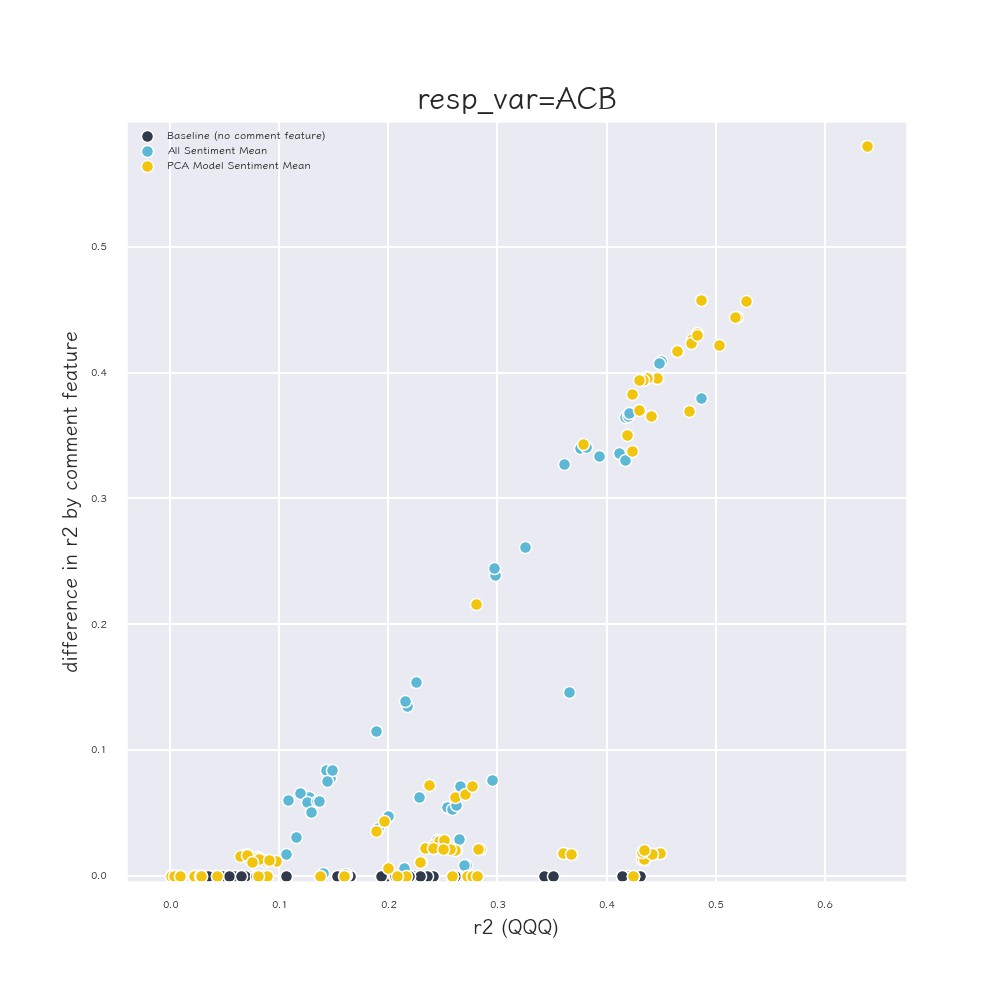 resp_var=ACB
Baseline (no comment feature)
All Sentiment Mean
PCA Model Sentiment Mean
difference in r2 by comment feature
0.5
0.4
0.3
0.2
0.1
0.0
0.0 0.1 0.2 0.3 0.4 0.5 0.6
r2 (QQQ)